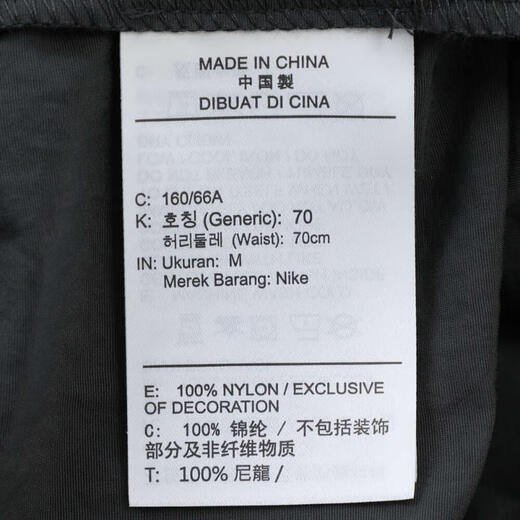 MADE IN CHINA
中国製
DIBUAT DI CINA
C: 160/66A
K: 호칭 (Generic): 70
허리둘레 (Waist): 70cm
IN: Ukuran: M
Merek Barang: Nike
E: 100% NYLON / EXCLUSIVE
OF DECORATION
C: 100% 锦纶 / 不包括装饰
部分及非纤维物质
T: 100% 尼龍 /